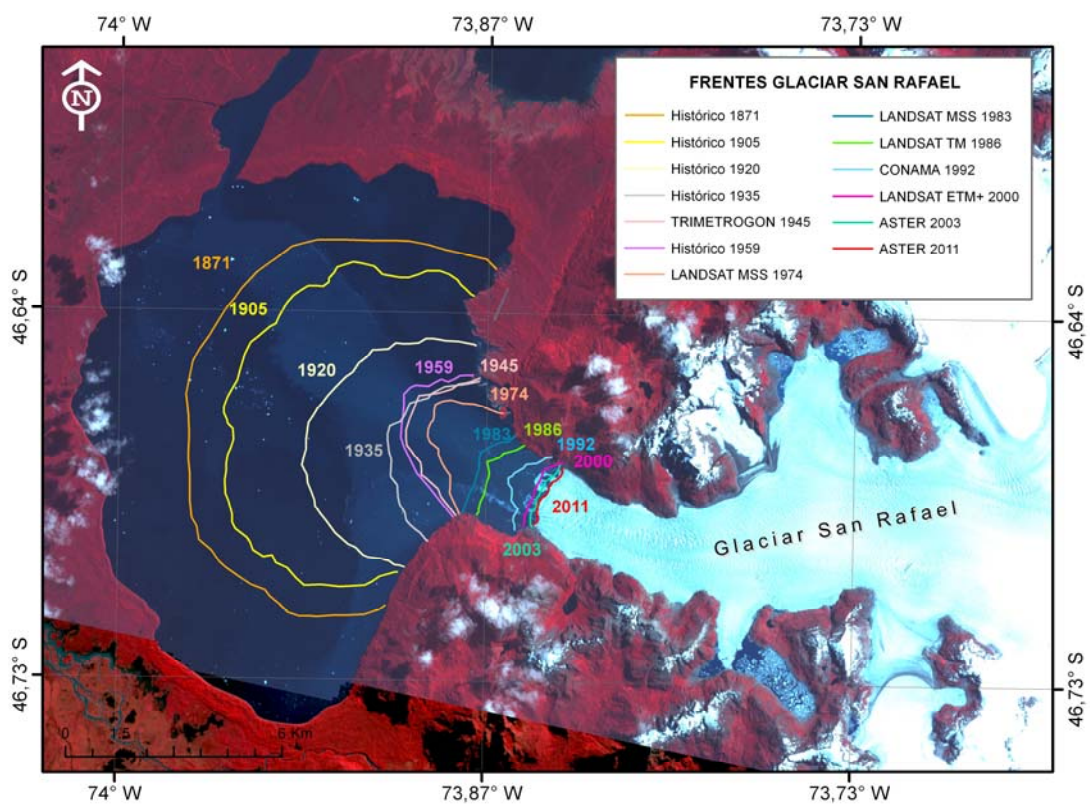 74° W 73,87° W 73,73° W
N
FRENTES GLACIAR SAN RAFAEL
Histórico 1871
Histórico 1905
Histórico 1920
Histórico 1935
TRIMETROGON 1945
Histórico 1959
LANDSAT MSS 1974
LANDSAT MSS 1983
LANDSAT TM 1986
CONAMA 1992
LANDSAT ETM+ 2000
ASTER 2003
ASTER 2011
1871
46,64° S 46,64° S
1905
1920
1959
1945
1974
1983
1986
1935
1992
2000
2011
2003
Glaciar San Rafael
46,73° S 46,73° S
0 1,5 6 Km
74° W 73,87° W 73,73° W